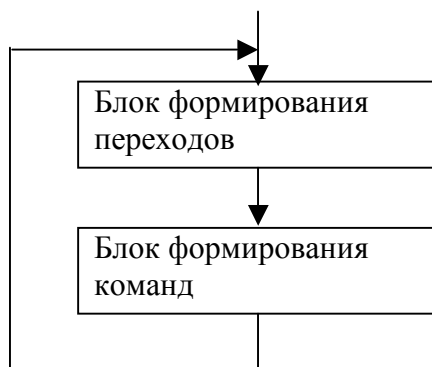 Блок формирования
переходов
Блок формирования
команд